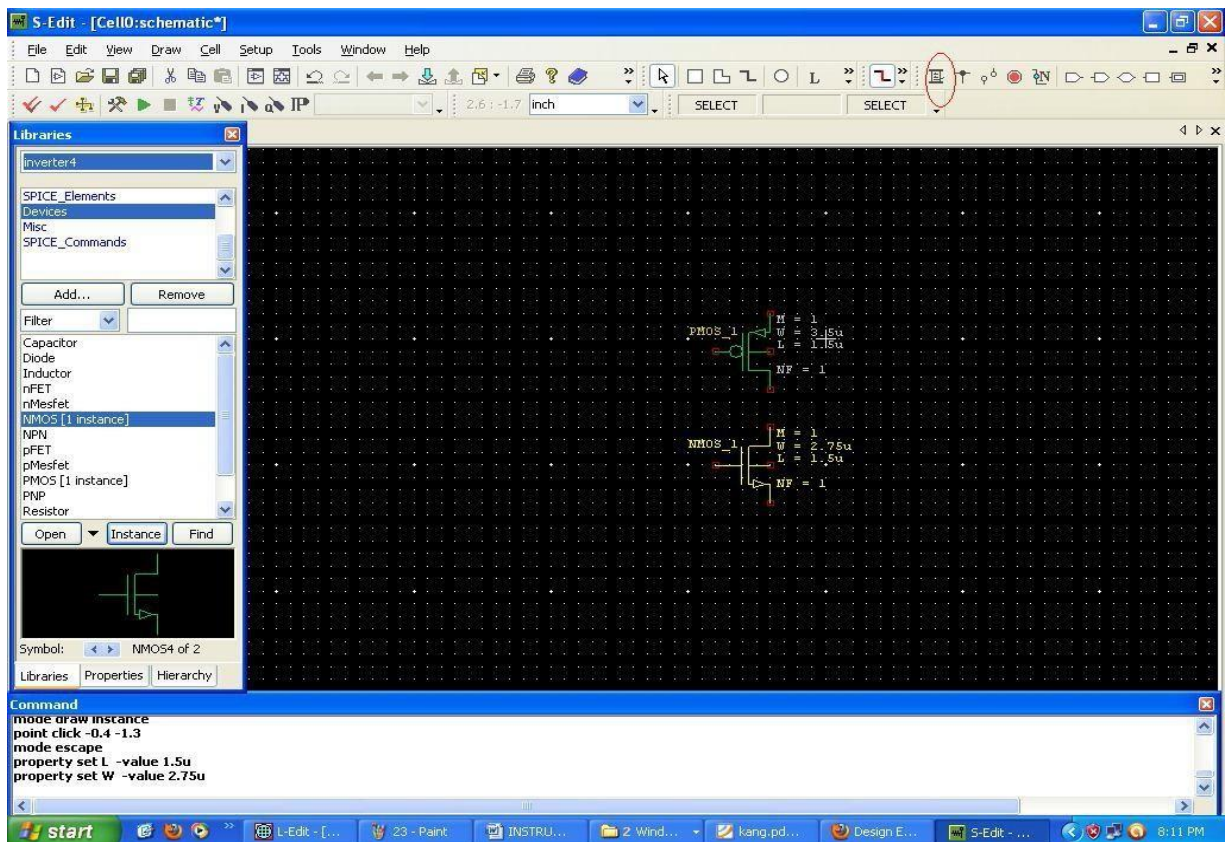 S-Edit - [Cell0:schematic*]
File Edit View Draw Cell Setup Tools Window Help
L
N
IP 2.6 : -1.7 inch SELECT SELECT
Libraries
inverter4
SPICE_Elements
Devices
Misc
SPICE_Commands
Add... Remove
Filter
Capacitor
Diode
Inductor
nFET
nMesfet
NMOS [1 instance]
NPN
pFET
pMesfet
PMOS [1 instance]
PNP
Resistor
Open Instance Find
Symbol: NMOS4 of 2
Libraries Properties Hierarchy
PMOS_1
M = 1
W = 3.5u
L = 1.5u
NF = 1
NMOS_1
M = 1
W = 2.75u
L = 1.5u
NF = 1
Command
mode draw instance
point click -0.4 -1.3
mode escape
property set L -value 1.5u
property set W -value 2.75u
start L-Edit - [... 23 - Paint INSTRU... 2 Wind... kang.pd... Design E... S-Edit - ... 8:11 PM